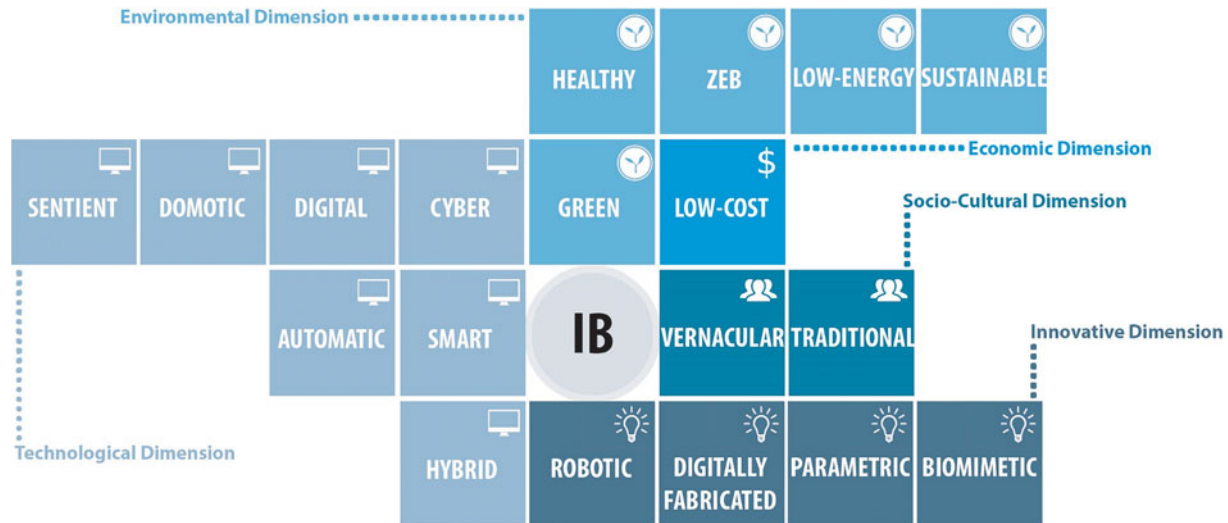 Environmental Dimension
HEALTHY
ZEB
LOW-ENERGY
SUSTAINABLE
SENTIENT
DOMOTIC
DIGITAL
CYBER
GREEN
$
LOW-COST
Economic Dimension
Socio-Cultural Dimension
AUTOMATIC
SMART
IB
VERNACULAR
TRADITIONAL
Innovative Dimension
Technological Dimension
HYBRID
ROBOTIC
DIGITALLY
FABRICATED
PARAMETRIC
BIOMIMETIC